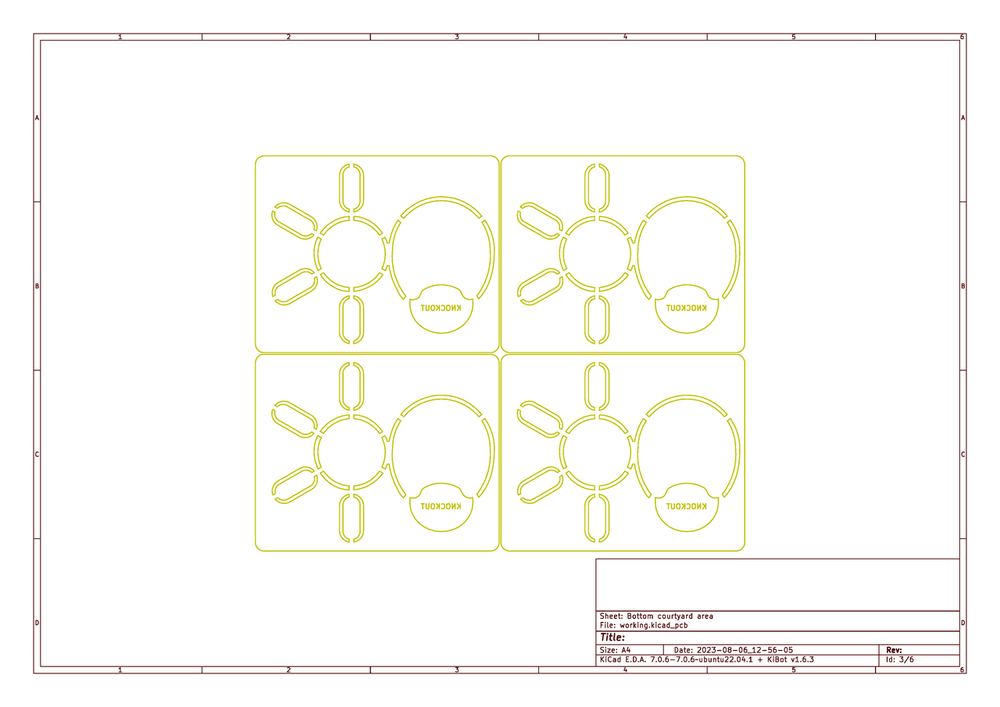 1 2 3 4 5 6
A A
KNOCKOUT KNOCKOUT
B B
C C
KNOCKOUT KNOCKOUT
Sheet: Bottom courtyard area
File: working.kicad_pcb
D D
Title:
Size: A4 Date: 2023-08-06_12-56-05 Rev:
KiCad E.D.A. 7.0.6-7.0.6-ubuntu22.04.1 + KiBot v1.6.3 Id: 3/6
1 2 3 4 5 6